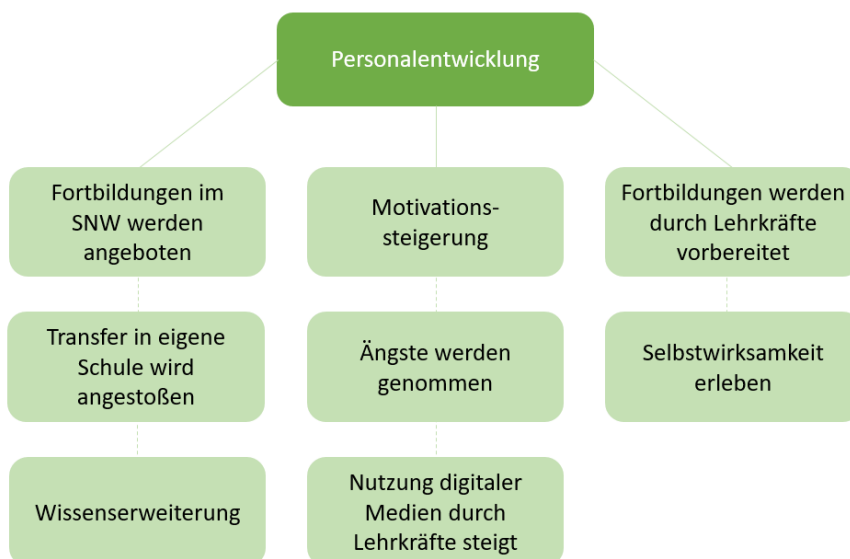 Personalentwicklung
Fortbildungen im
SNW werden
angeboten
Motivations-
steigerung
Fortbildungen werden
durch Lehrkräfte
vorbereitet
Transfer in eigene
Schule wird
angestoßen
Ängste werden
genommen
Selbstwirksamkeit
erleben
Wissenserweiterung
Nutzung digitaler
Medien durch
Lehrkräfte steigt